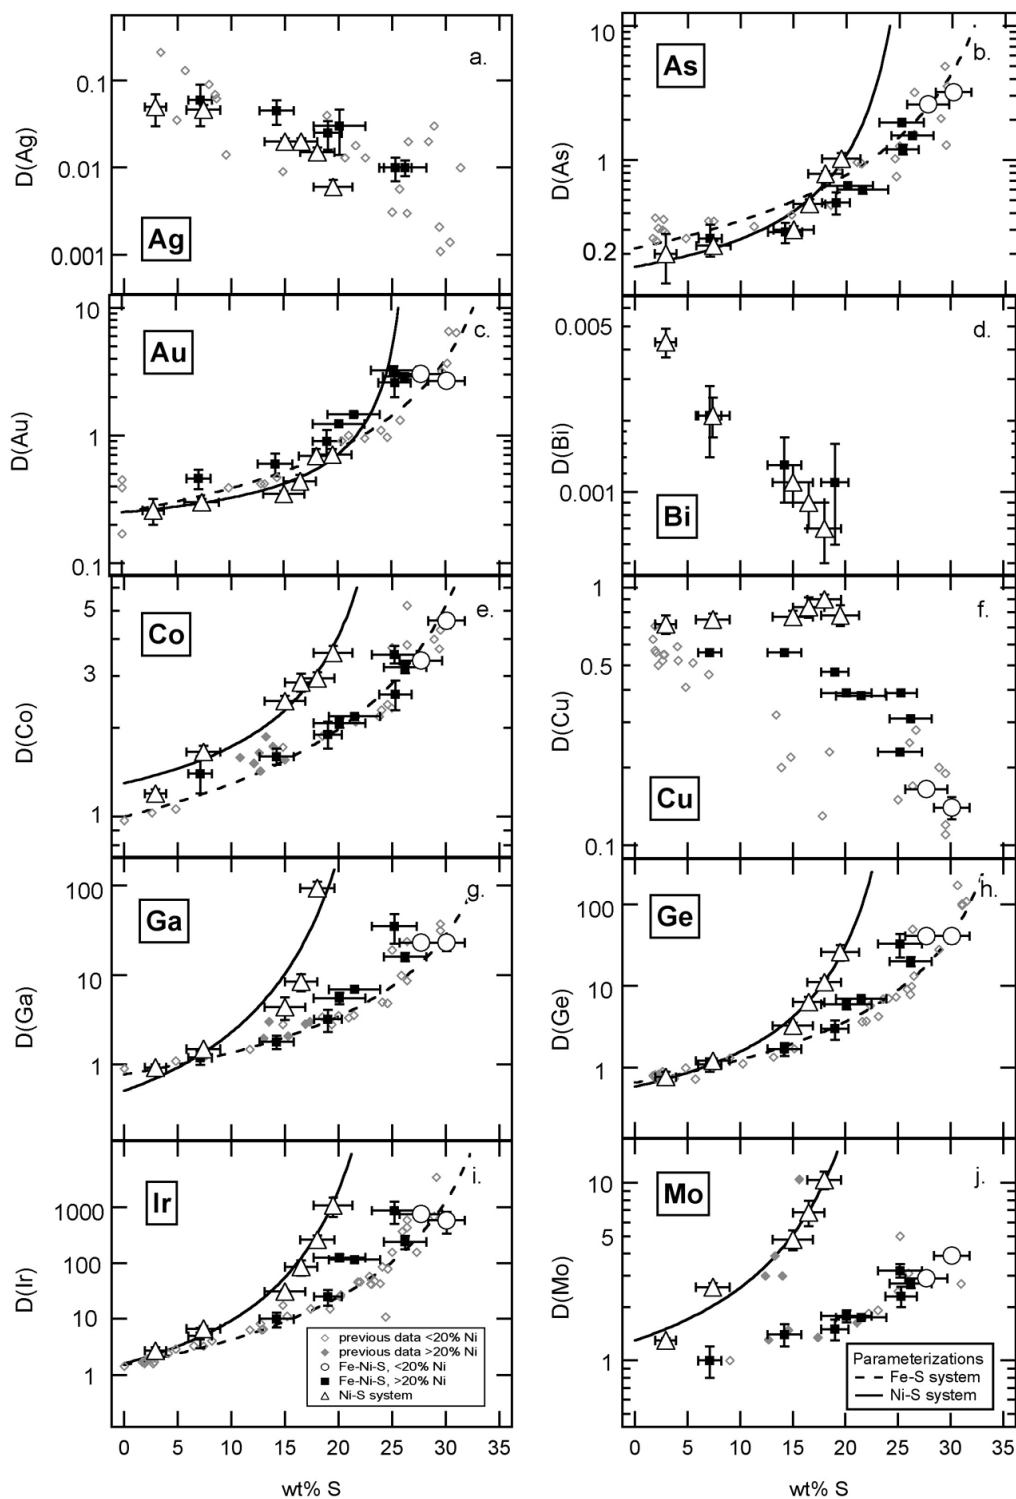 a.
0.1
D(Ag)
0.01
0.001
Ag
b.
10
As
D(As)
1
0.2
c.
10
Au
D(Au)
1
0.1
d.
0.005
D(Bi)
0.001
Bi
e.
5
Co
3
D(Co)
1
f.
1
0.5
D(Cu)
Cu
0.1
g.
100
Ga
10
D(Ga)
1
h.
100
Ge
10
D(Ge)
1
i.
Ir
1000
100
D(Ir)
10
1
previous data <20% Ni
previous data >20% Ni
Fe-Ni-S, <20% Ni
Fe-Ni-S, >20% Ni
Ni-S system
0 5 10 15 20 25 30 35
wt% S
j.
10
Mo
5
D(Mo)
1
Parameterizations
Fe-S system
Ni-S system
0 5 10 15 20 25 30 35
wt% S